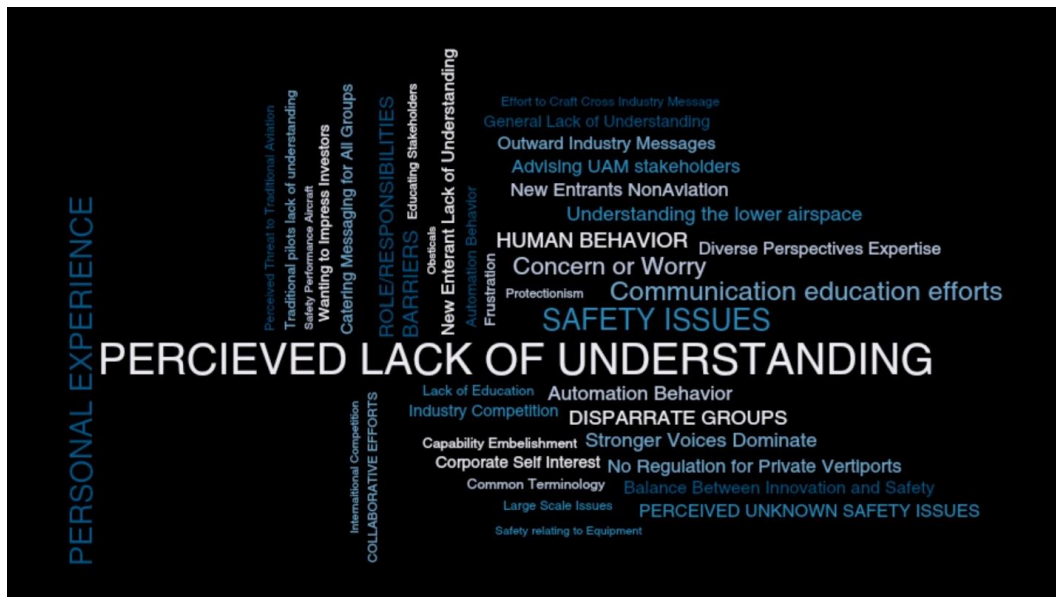 PERSONAL EXPERIENCE
Perceived Threat to Traditional Aviation
Traditional pilots lack of understanding
Safety Performance Aircraft
Wanting to Impress Investors
Catering Messaging for All Groups
ROLE/RESPONSIBILITIES
BARRIERS
Educating Stakeholders
Obsticals
New Enterant Lack of Understanding
Automation Behavior
Frustration
Effort to Craft Cross Industry Message
General Lack of Understanding
Outward Industry Messages
Advising UAM stakeholders
New Entrants NonAviation
Understanding the lower airspace
HUMAN BEHAVIOR
Diverse Perspectives Expertise
Concern or Worry
Protectionism
Communication education efforts
SAFETY ISSUES
PERCIEVED LACK OF UNDERSTANDING
Lack of Education
Automation Behavior
Industry Competition
DISPARRATE GROUPS
Capability Embelishment
Stronger Voices Dominate
Corporate Self Interest
No Regulation for Private Vertiports
Common Terminology
Balance Between Innovation and Safety
Large Scale Issues
PERCEIVED UNKNOWN SAFETY ISSUES
Safety relating to Equipment
Internaitional Competition
COLLABORATIVE EFFORTS